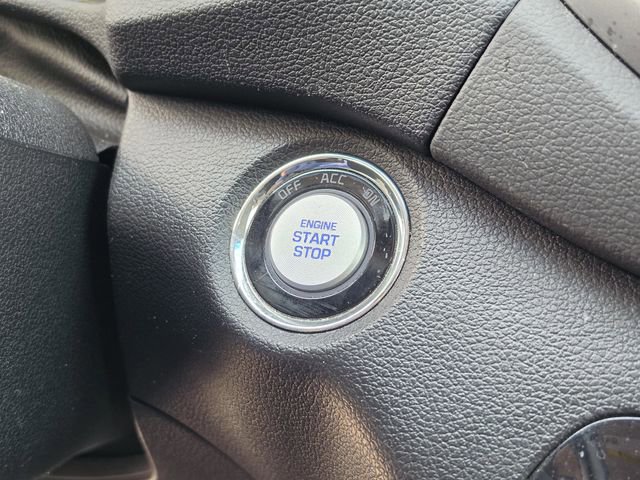 OFF ACC ON
ENGINE
START
STOP